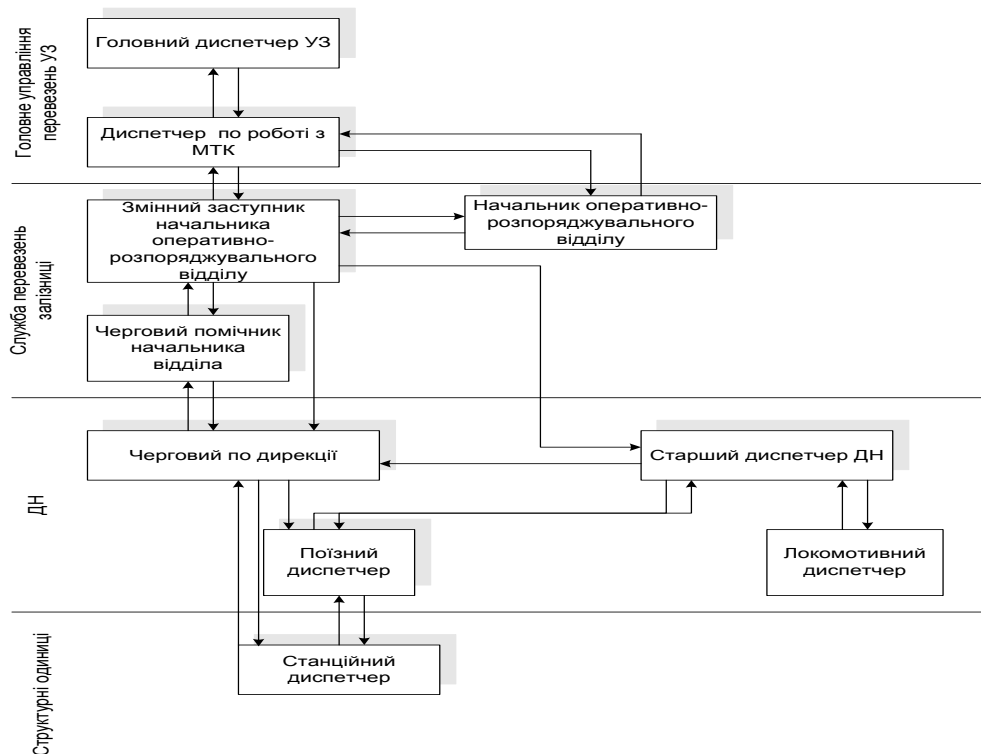 Головне управління
перевезень УЗ
Головний диспетчер УЗ
Диспетчер по роботі з
МТК
Служба перевезень
залізниці
Змінний заступник
начальника
оперативно-
розпоряджувального
відділу
Начальник оперативно-
розпоряджувального
відділу
Черговий помічник
начальника
відділа
ДН
Черговий по дирекції
Старший диспетчер ДН
Поїзний
диспетчер
Локомотивний
диспетчер
Структурні одиниці
Станційний
диспетчер